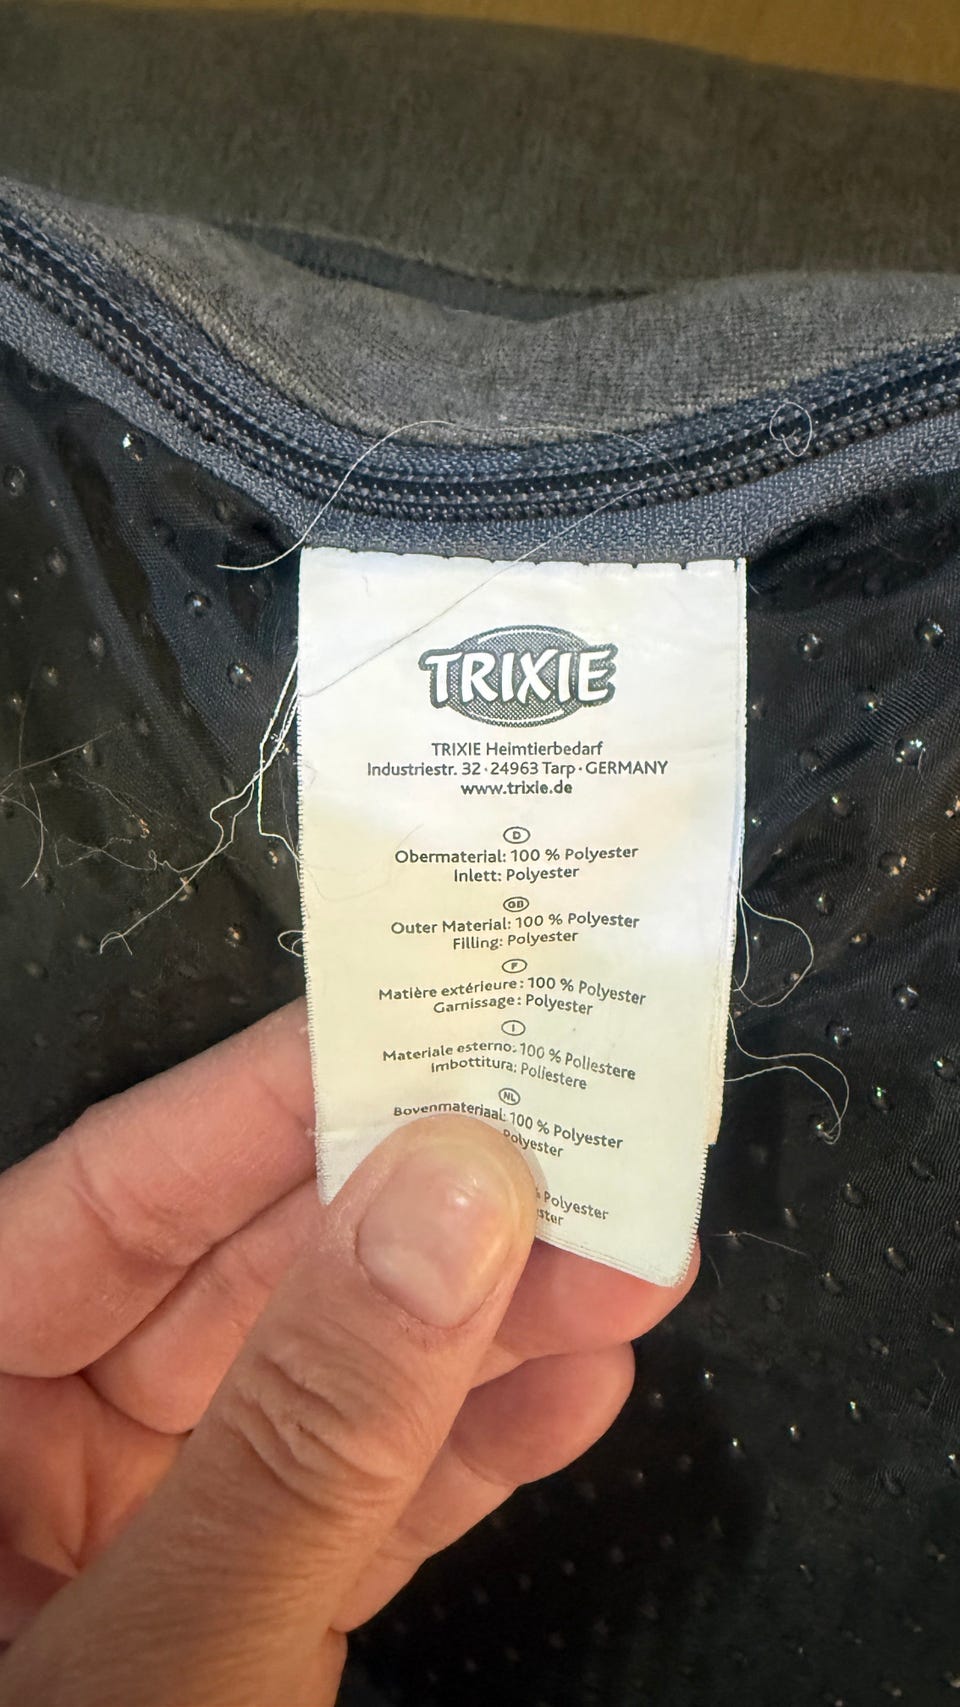 TRIXIE
TRIXIE Heimtierbedarf
Industriestr. 32 · 24963 Tarp · GERMANY
www.trixie.de
D
Obermaterial: 100 % Polyester
Inlett: Polyester
GB
Outer Material: 100 % Polyester
Filling: Polyester
F
Matière extérieure : 100 % Polyester
Garnissage : Polyester
I
Materiale esterno: 100 % Poliestere
Imbottitura: Poliestere
NL
Bovenmateriaal: 100 % Polyester
Polyester
% Polyester